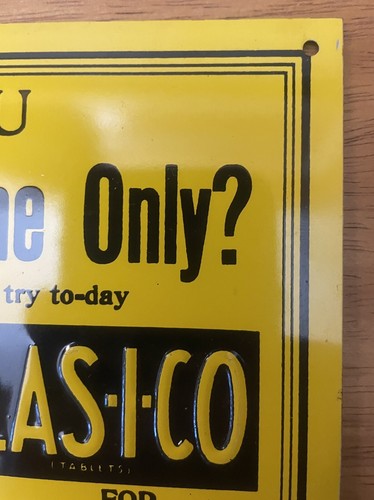 U
ne Only?
try to-day
LAS-I-CO
(TABLETS)
FOR